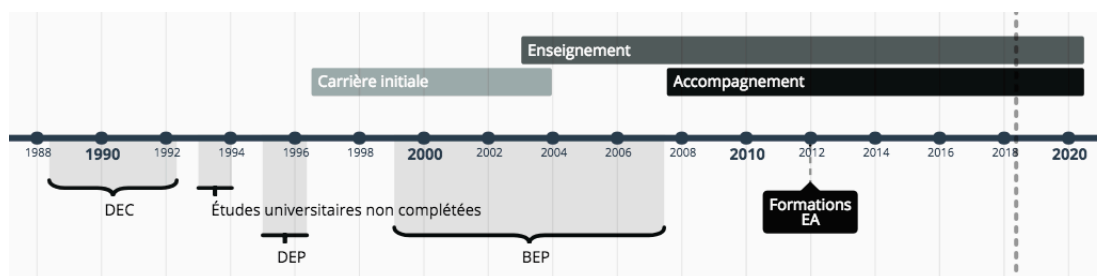 Enseignement
Carrière initiale
Accompagnement
1988 1990 1992 1994 1996 1998 2000 2002 2004 2006 2008 2010 2012 2014 2016 2018 2020
DEC
Études universitaires non complétées
DEP
BEP
Formations
EA